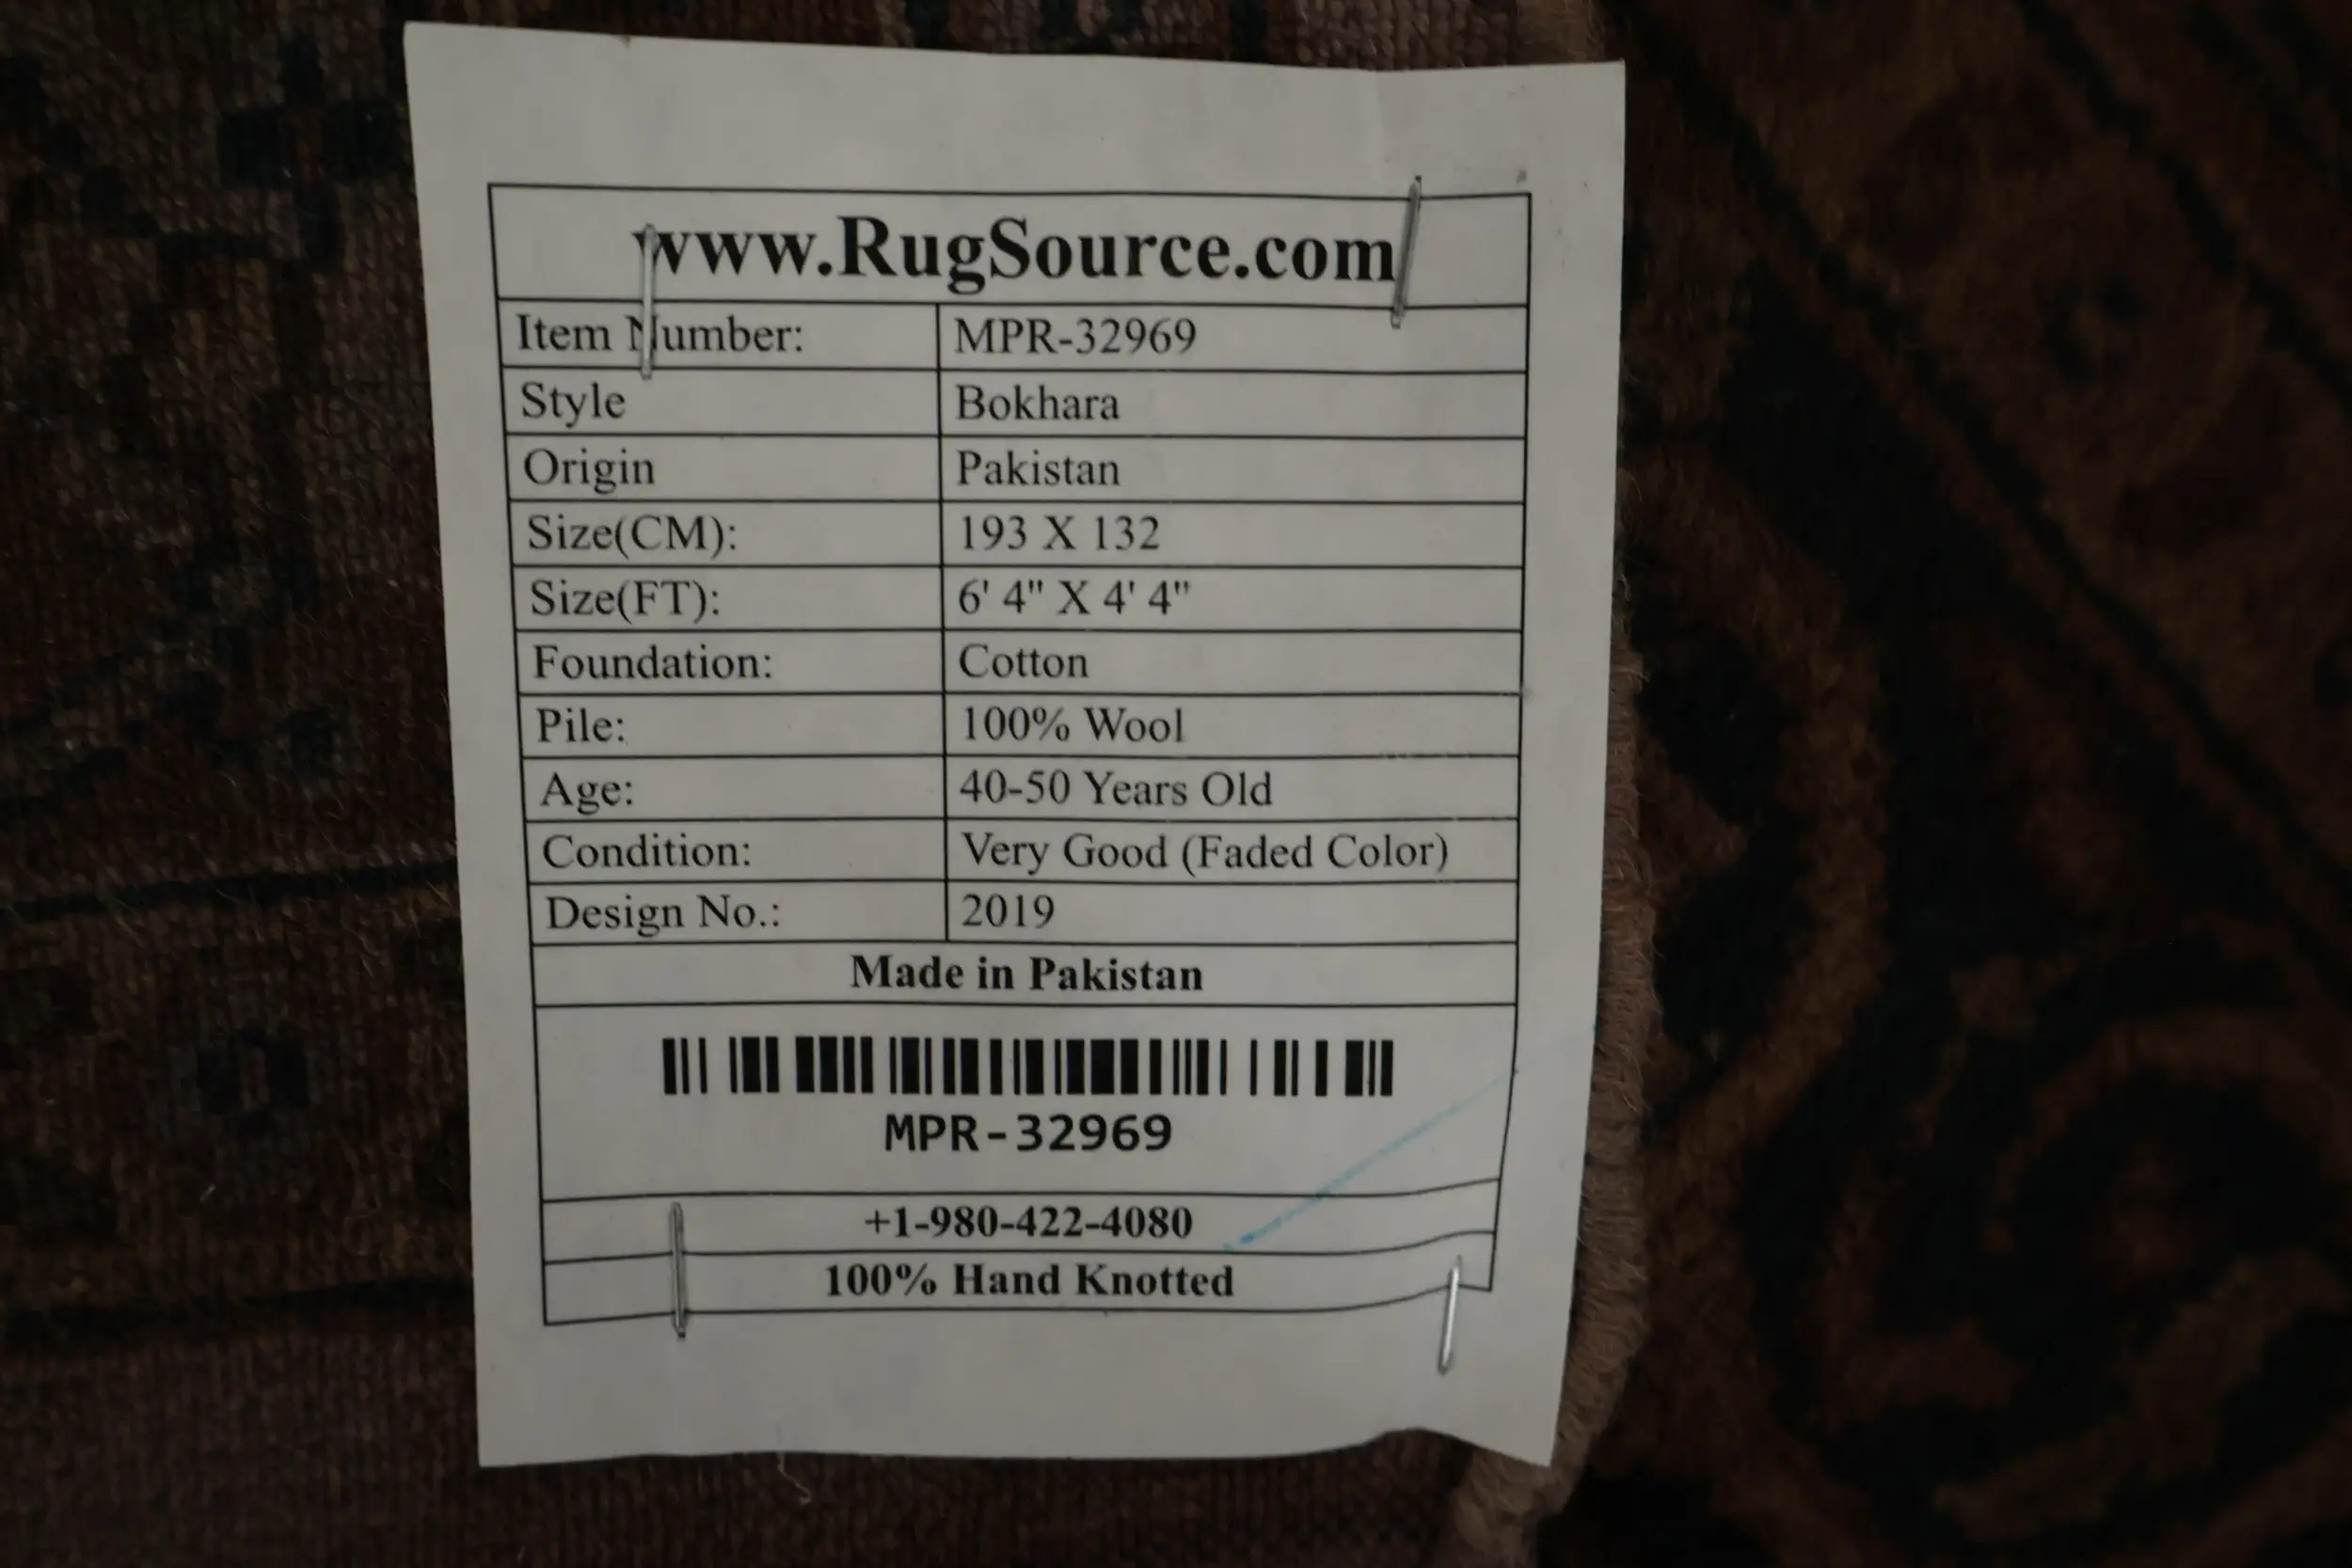 www.RugSource.com
Item Number: MPR-32969
Style Bokhara
Origin Pakistan
Size(CM): 193 X 132
Size(FT): 6' 4" X 4' 4"
Foundation: Cotton
Pile: 100% Wool
Age: 40-50 Years Old
Condition: Very Good (Faded Color)
Design No.: 2019
Made in Pakistan
MPR-32969
+1-980-422-4080
100% Hand Knotted